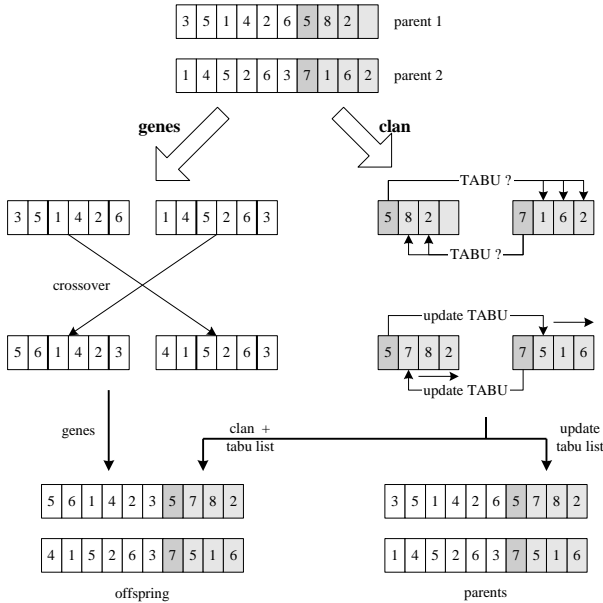 3 5 1 4 2 6 5 8 2 parent 1
1 4 5 2 6 3 7 1 6 2 parent 2
genes clan
TABU ?
3 5 1 4 2 6 1 4 5 2 6 3 5 8 2 7 1 6 2
TABU ?
crossover
update TABU
5 6 1 4 2 3 4 1 5 2 6 3 5 7 8 2 7 5 1 6
update TABU
genes clan + update
tabu list tabu list
5 6 1 4 2 3 5 7 8 2 3 5 1 4 2 6 5 7 8 2
4 1 5 2 6 3 7 5 1 6 1 4 5 2 6 3 7 5 1 6
offspring parents